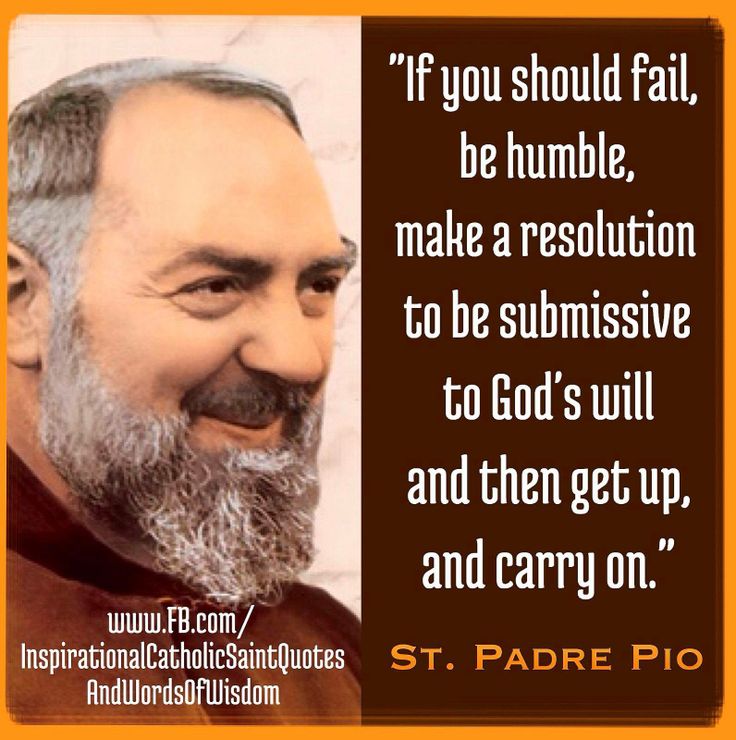 "If you should fail,
be humble,
make a resolution
to be submissive
to God's will
and then get up,
and carry on."
St. Padre Pio
www.FB.com/
InspirationalCatholicSaintQuotes
AndWordsOfWisdom